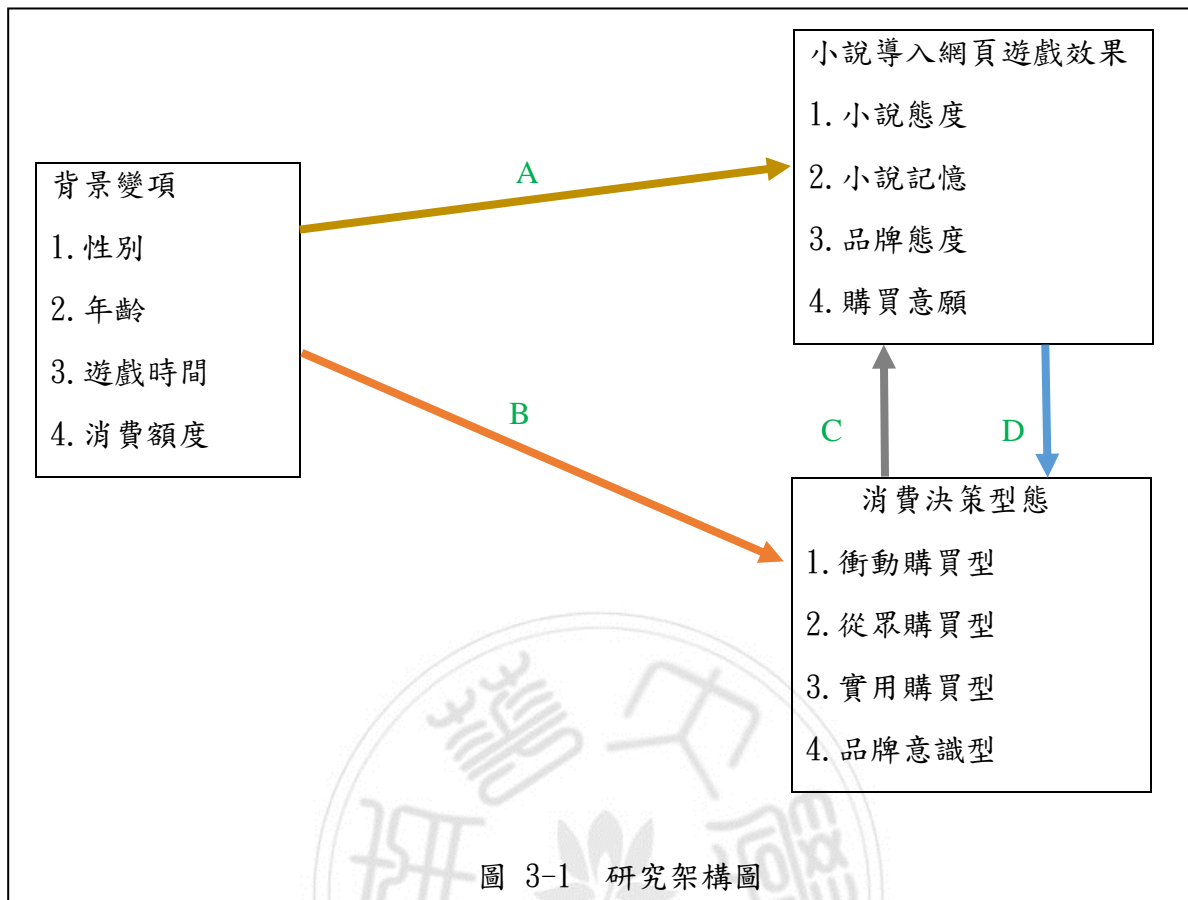 小說導入網頁遊戲效果
1.小說態度
2.小說記憶
3.品牌態度
4.購買意願
背景變項
1.性別
2.年齡
3.遊戲時間
4.消費額度
A
B
C
D
消費決策型態
1.衝動購買型
2.從眾購買型
3.實用購買型
4.品牌意識型
圖 3-1 研究架構圖